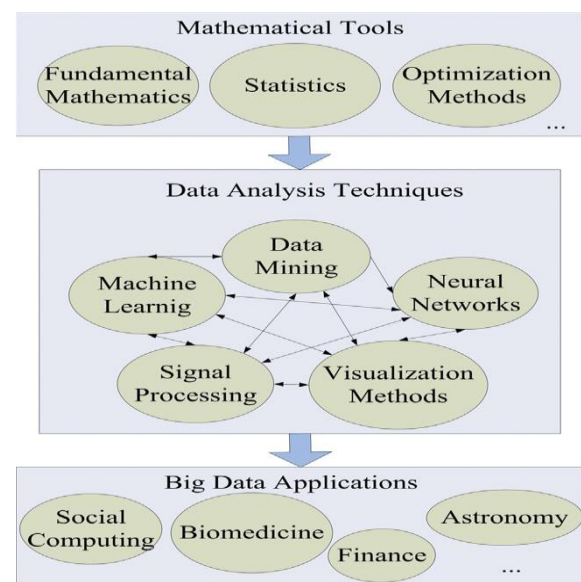 Mathematical Tools
Fundamental
Mathematics
Statistics
Optimization
Methods
...
Data Analysis Techniques
Data
Mining
Machine
Learnig
Neural
Networks
Signal
Processing
Visualization
Methods
Big Data Applications
Social
Computing
Biomedicine
Finance
Astronomy
...